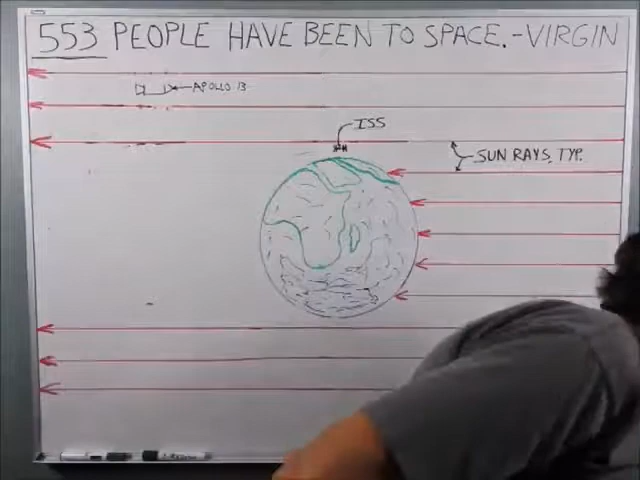 553 PEOPLE HAVE BEEN TO SPACE. -VIRGIN
APOLLO 13
ISS
SUN RAYS, TYP.